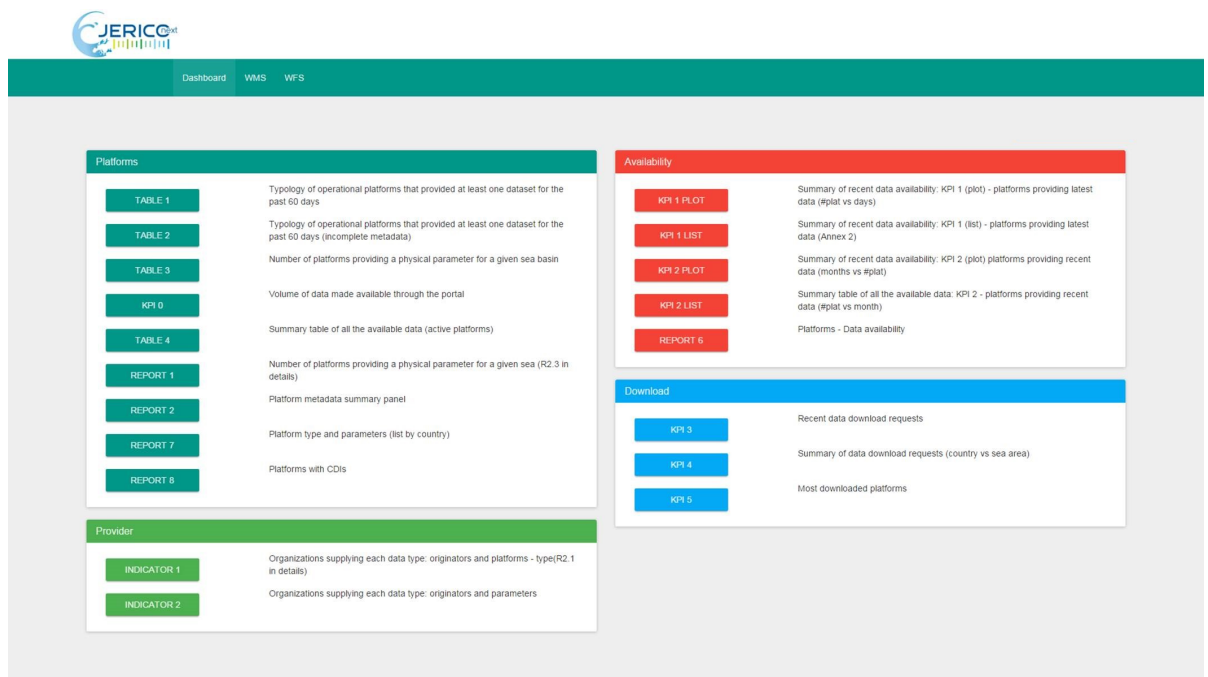 JERICO next
Dashboard WMS WFS
Platforms
TABLE 1
Typology of operational platforms that provided at least one dataset for the
past 60 days
TABLE 2
Typology of operational platforms that provided at least one dataset for the
past 60 days (incomplete metadata)
TABLE 3
Number of platforms providing a physical parameter for a given sea basin
KPI 0
Volume of data made available through the portal
TABLE 4
Summary table of all the available data (active platforms)
REPORT 1
Number of platforms providing a physical parameter for a given sea (R2.3 in
details)
REPORT 2
Platform metadata summary panel
REPORT 7
Platform type and parameters (list by country)
REPORT 8
Platforms with CDIs
Provider
INDICATOR 1
Organizations supplying each data type: originators and platforms - type(R2.1
in details)
INDICATOR 2
Organizations supplying each data type: originators and parameters
Availability
KPI 1 PLOT
Summary of recent data availability: KPI 1 (plot) - platforms providing latest
data (#plat vs days)
KPI 1 LIST
Summary of recent data availability: KPI 1 (list) - platforms providing latest
data (Annex 2)
KPI 2 PLOT
Summary of recent data availability: KPI 2 (plot) platforms providing recent
data (months vs #plat)
KPI 2 LIST
Summary table of all the available data: KPI 2 - platforms providing recent
data (#plat vs month)
REPORT 6
Platforms - Data availability
Download
KPI 3
Recent data download requests
KPI 4
Summary of data download requests (country vs sea area)
KPI 5
Most downloaded platforms